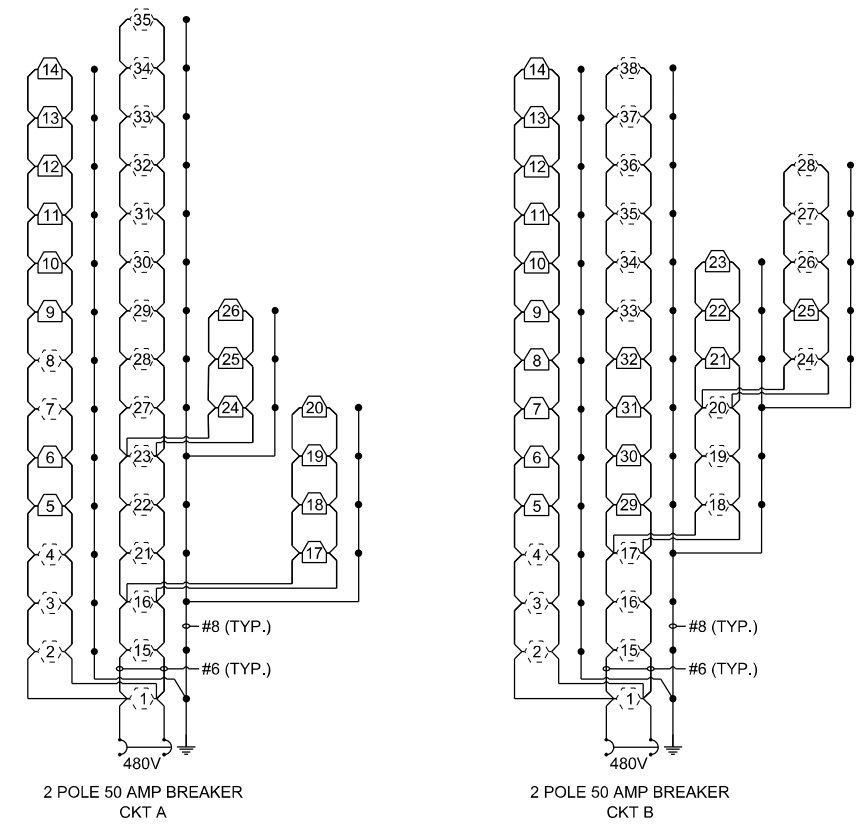 35
14 34 14 38
13 33 13 37
12 32 12 36 28
11 31 11 35 27
10 30 10 34 23 26
9 29 26 9 33 22 25
8 28 25 8 32 21 24
7 27 24 20 7 31 20
6 23 19 6 30 19
5 22 18 5 29 18
4 21 17 4 17
3 16 3 16
#8 (TYP.) #8 (TYP.)
2 15 2 15
#6 (TYP.) #6 (TYP.)
1 1
480V 480V
2 POLE 50 AMP BREAKER 2 POLE 50 AMP BREAKER
CKT A CKT B